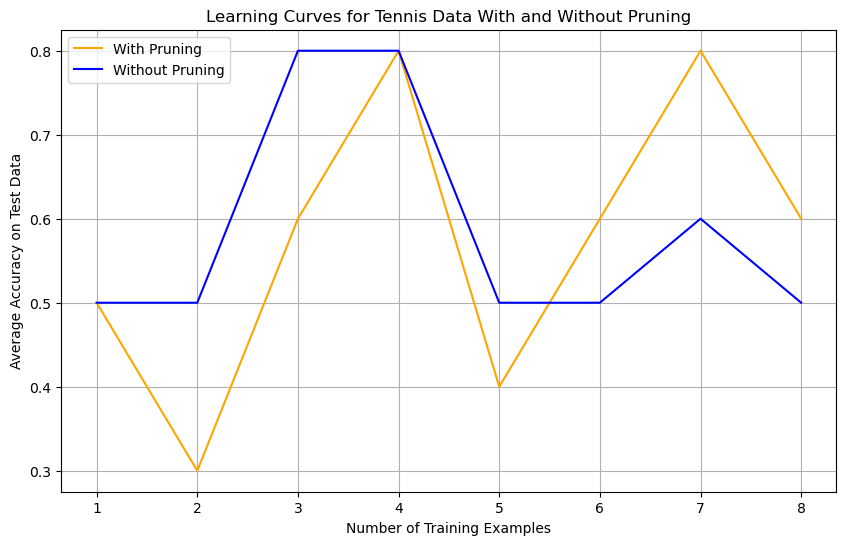 Learning Curves for Tennis Data With and Without Pruning
With Pruning
Without Pruning
Average Accuracy on Test Data
0.8
0.7
0.6
0.5
0.4
0.3
1 2 3 4 5 6 7 8
Number of Training Examples